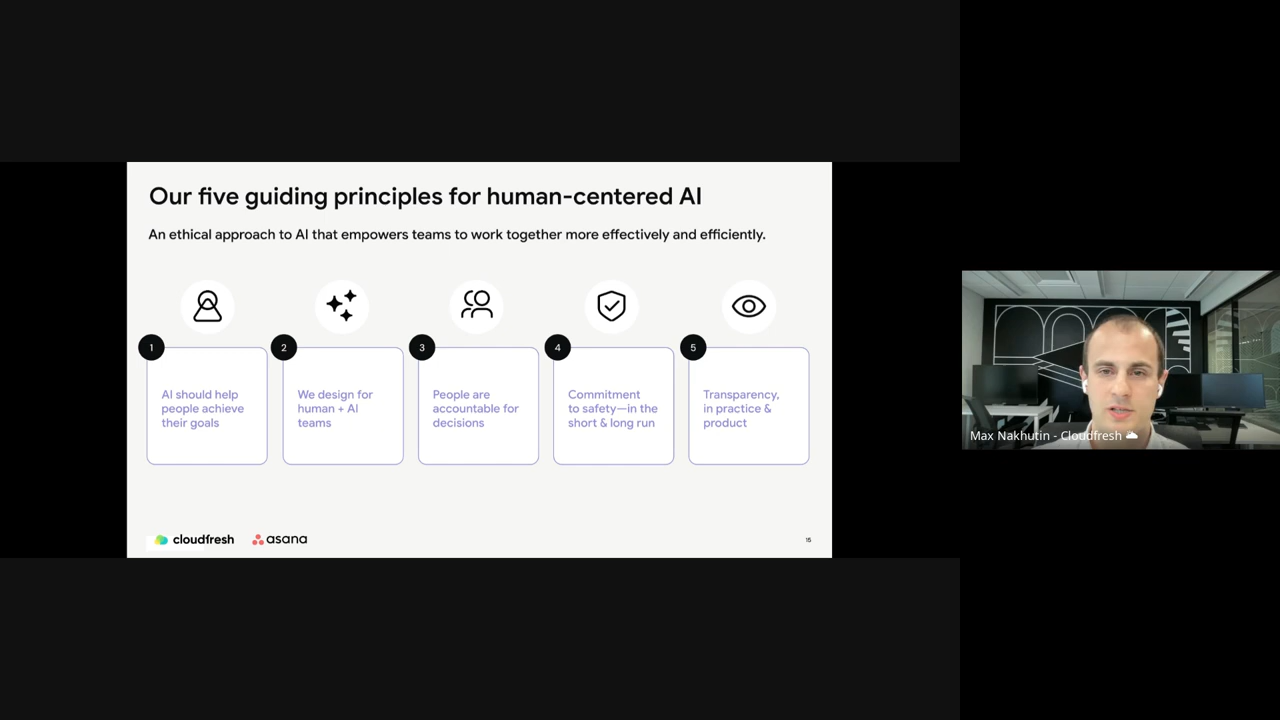 Our five guiding principles for human-centered AI
An ethical approach to AI that empowers teams to work together more effectively and efficiently.
1
AI should help
people achieve
their goals
2
We design for
human + AI
teams
3
People are
accountable for
decisions
4
Commitment
to safety—in the
short & long run
5
Transparency,
in practice &
product
cloudfresh
asana
15
Max Nakhutin - Cloudfresh 🌥️